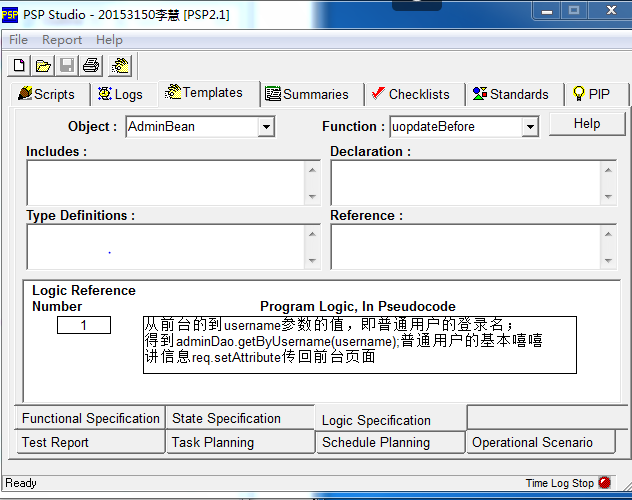 PSP Studio - 20153150李慧 [PSP2.1]
File Report Help
Scripts Logs Templates Summaries Checklists Standards PIP
Object : AdminBean Function : uopdateBefore Help
Includes : Declaration :
Type Definitions : Reference :
Logic Reference
Number Program Logic, In Pseudocode
1 从前台的到username参数的值，即普通用户的登录名；
得到adminDao.getByUsername(username);普通用户的基本嘻嘻
讲信息req.setAttribute传回前台页面
Functional Specification State Specification Logic Specification
Test Report Task Planning Schedule Planning Operational Scenario
Ready Time Log Stop